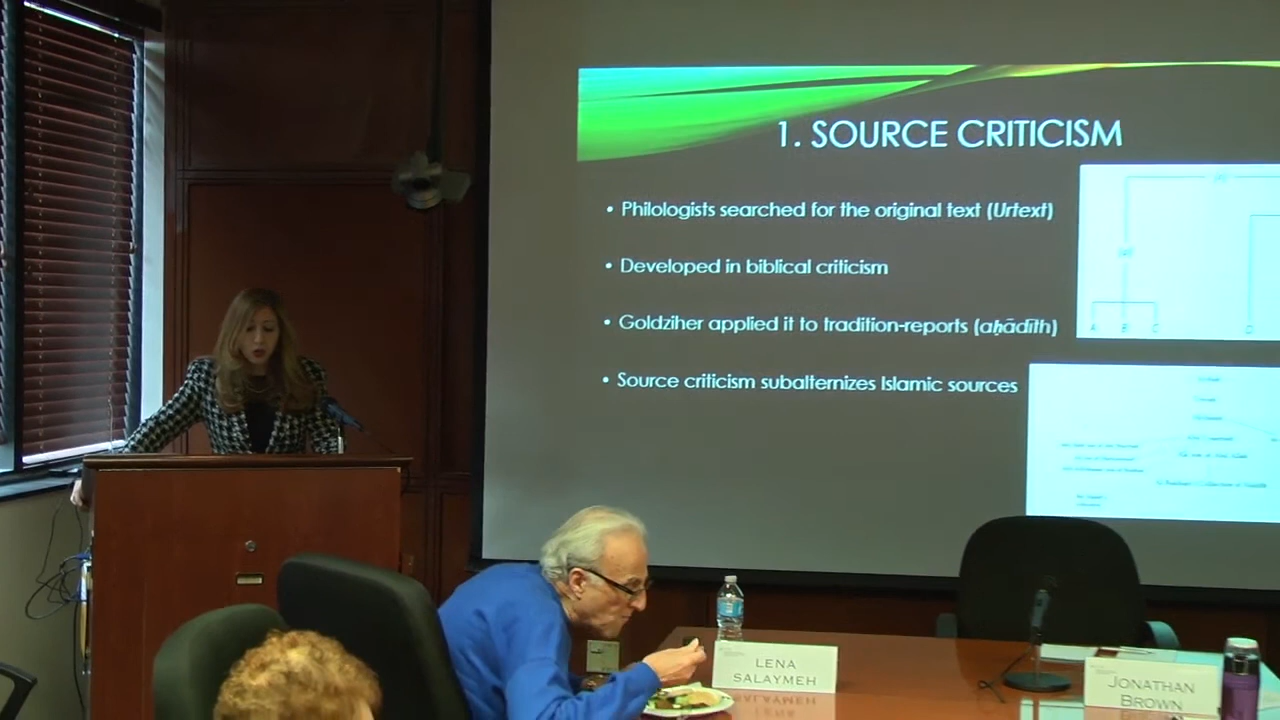 1. SOURCE CRITICISM
• Philologists searched for the original text (Urtext)
• Developed in biblical criticism
• Goldziher applied it to tradition-reports (aḥādīth)
• Source criticism subalternizes Islamic sources
A B C
D
LENA
SALAYMEH
JONATHAN
BROWN